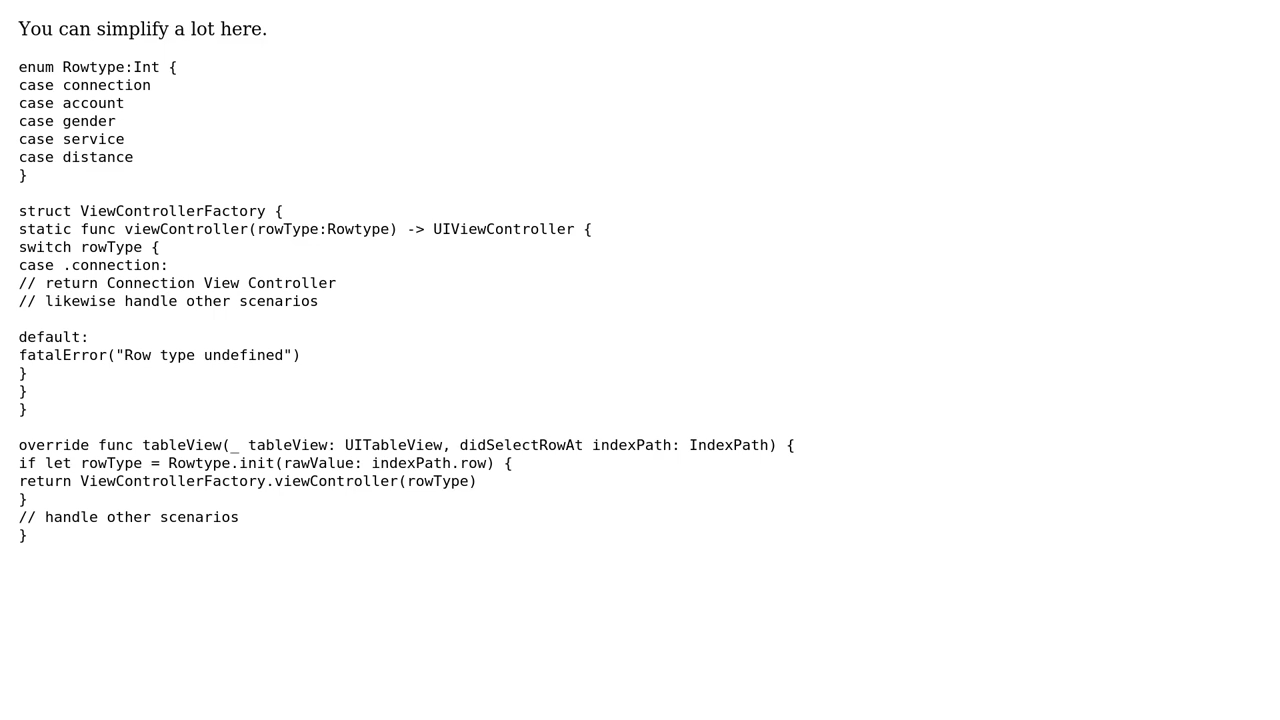 You can simplify a lot here.
enum Rowtype:Int {
case connection
case account
case gender
case service
case distance
}
struct ViewControllerFactory {
static func viewController(rowType:Rowtype) -> UIViewController {
switch rowType {
case .connection:
// return Connection View Controller
// likewise handle other scenarios
default:
fatalError("Row type undefined")
}
}
}
override func tableView(_ tableView: UITableView, didSelectRowAt indexPath: IndexPath) {
if let rowType = Rowtype.init(rawValue: indexPath.row) {
return ViewControllerFactory.viewController(rowType)
}
// handle other scenarios
}